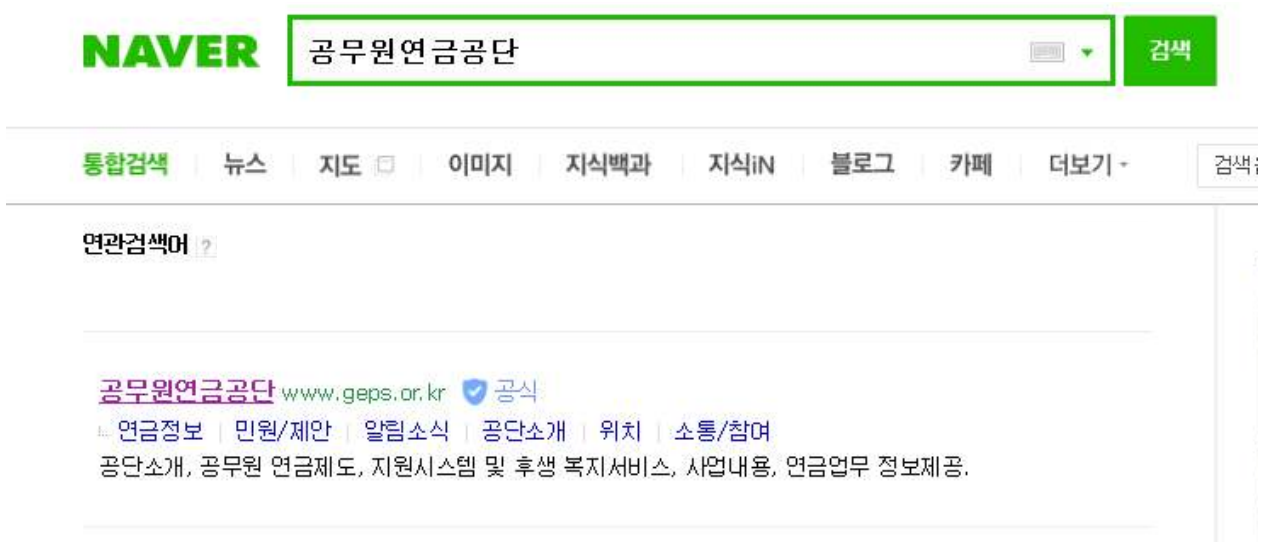 NAVER 공무원연금공단 검색
통합검색 뉴스 지도 이미지 지식백과 지식iN 블로그 카페 더보기 검색
연관검색어 ?
공무원연금공단 www.geps.or.kr 공식
연금정보 민원/제안 알림소식 공단소개 위치 소통/참여
공단소개, 공무원 연금제도, 지원시스템 및 후생 복지서비스, 사업내용, 연금업무 정보제공.